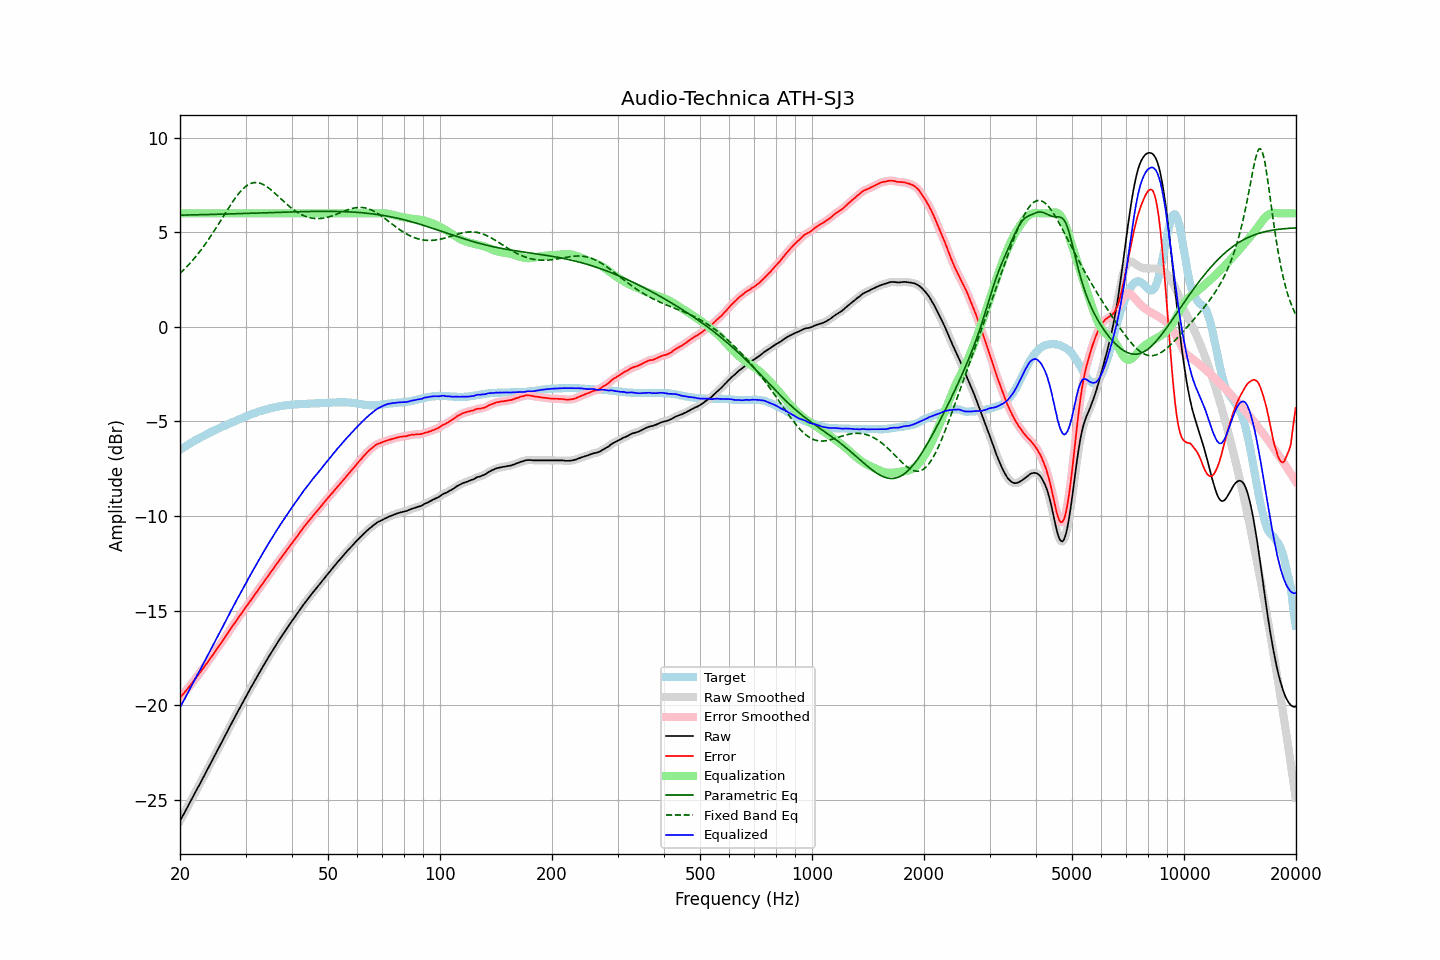 Audio-Technica ATH-SJ3
Amplitude (dBr)
10
5
0
−5
−10
−15
−20
−25
Target
Raw Smoothed
Error Smoothed
Raw
Error
Equalization
Parametric Eq
Fixed Band Eq
Equalized
20 50 100 200 500 1000 2000 5000 10000 20000
Frequency (Hz)